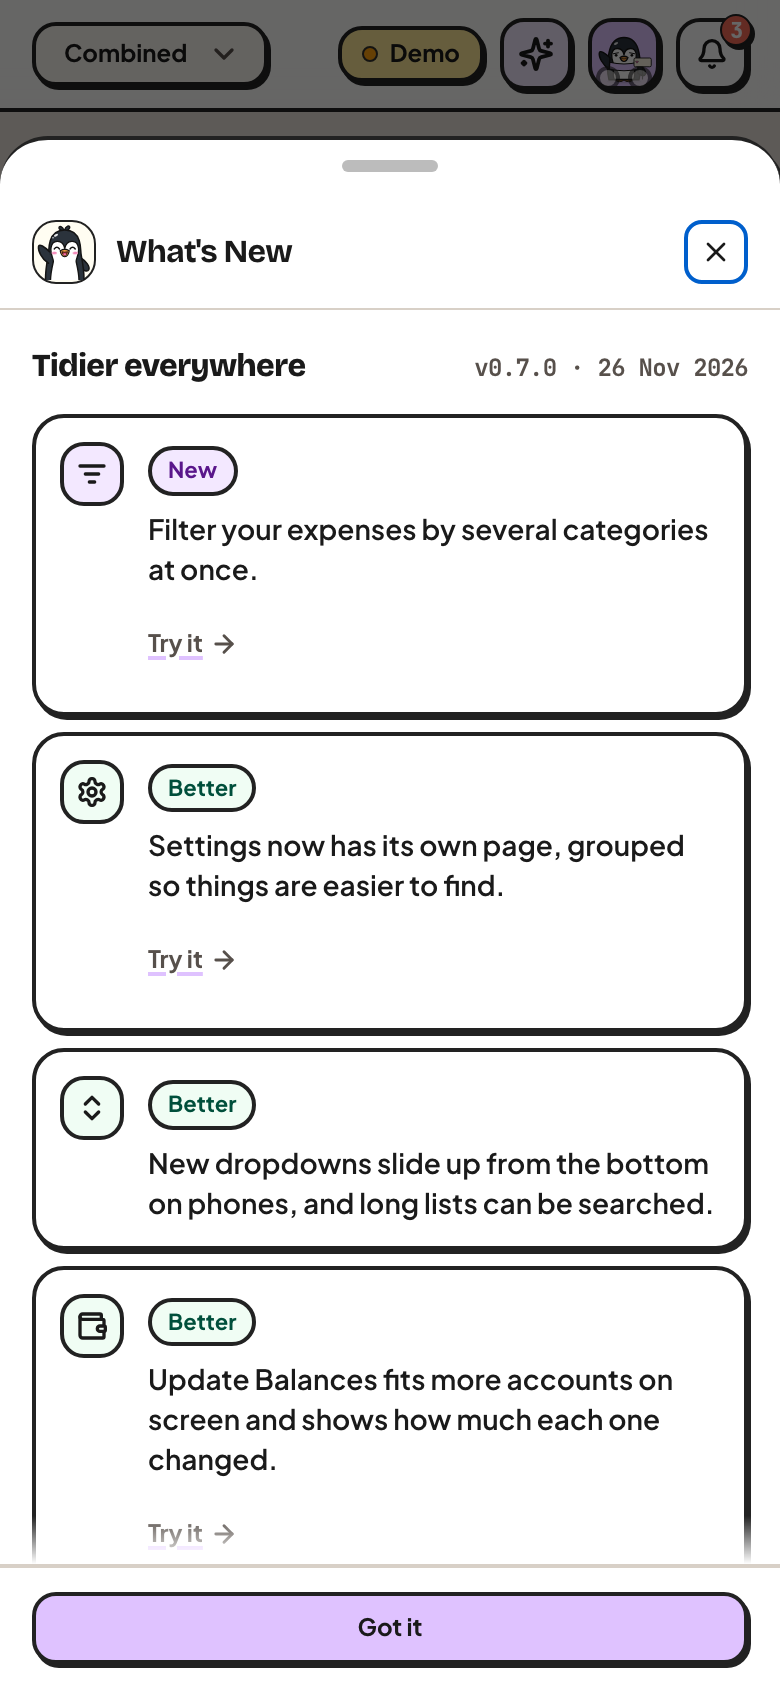 Combined
Demo
3
What's New
Tidier everywhere
v0.7.0 · 26 Nov 2026
New
Filter your expenses by several categories
at once.
Try it →
Better
Settings now has its own page, grouped
so things are easier to find.
Try it →
Better
New dropdowns slide up from the bottom
on phones, and long lists can be searched.
Better
Update Balances fits more accounts on
screen and shows how much each one
changed.
Try it →
Got it